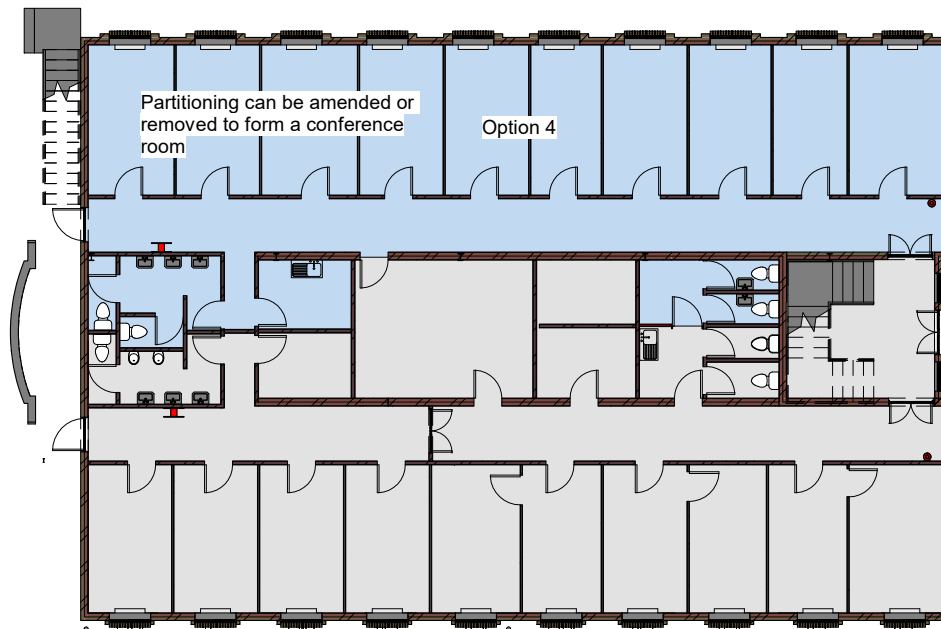 Partitioning can be amended or
removed to form a conference
room
Option 4